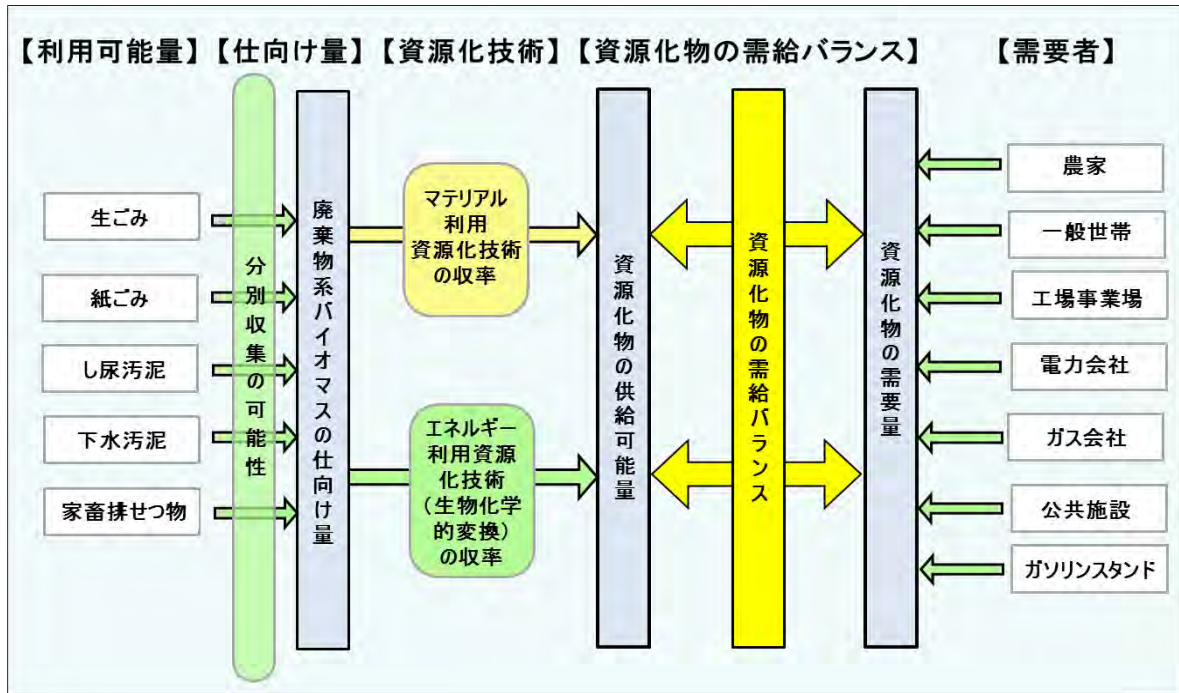 【利用可能量】【仕向け量】【資源化技術】【資源化物の需給バランス】【需要者】
生ごみ
紙ごみ
し尿汚泥
下水汚泥
家畜排せつ物
分別収集の可能性
廃棄物系バイオマスの仕向け量
マテリアル
利用
資源化技術
の収率
エネルギー
利用資源
化技術
(生物化学
的変換)
の収率
資源化物の供給可能量
資源化物の需給バランス
資源化物の需要量
農家
一般世帯
工場事業場
電力会社
ガス会社
公共施設
ガソリンスタンド